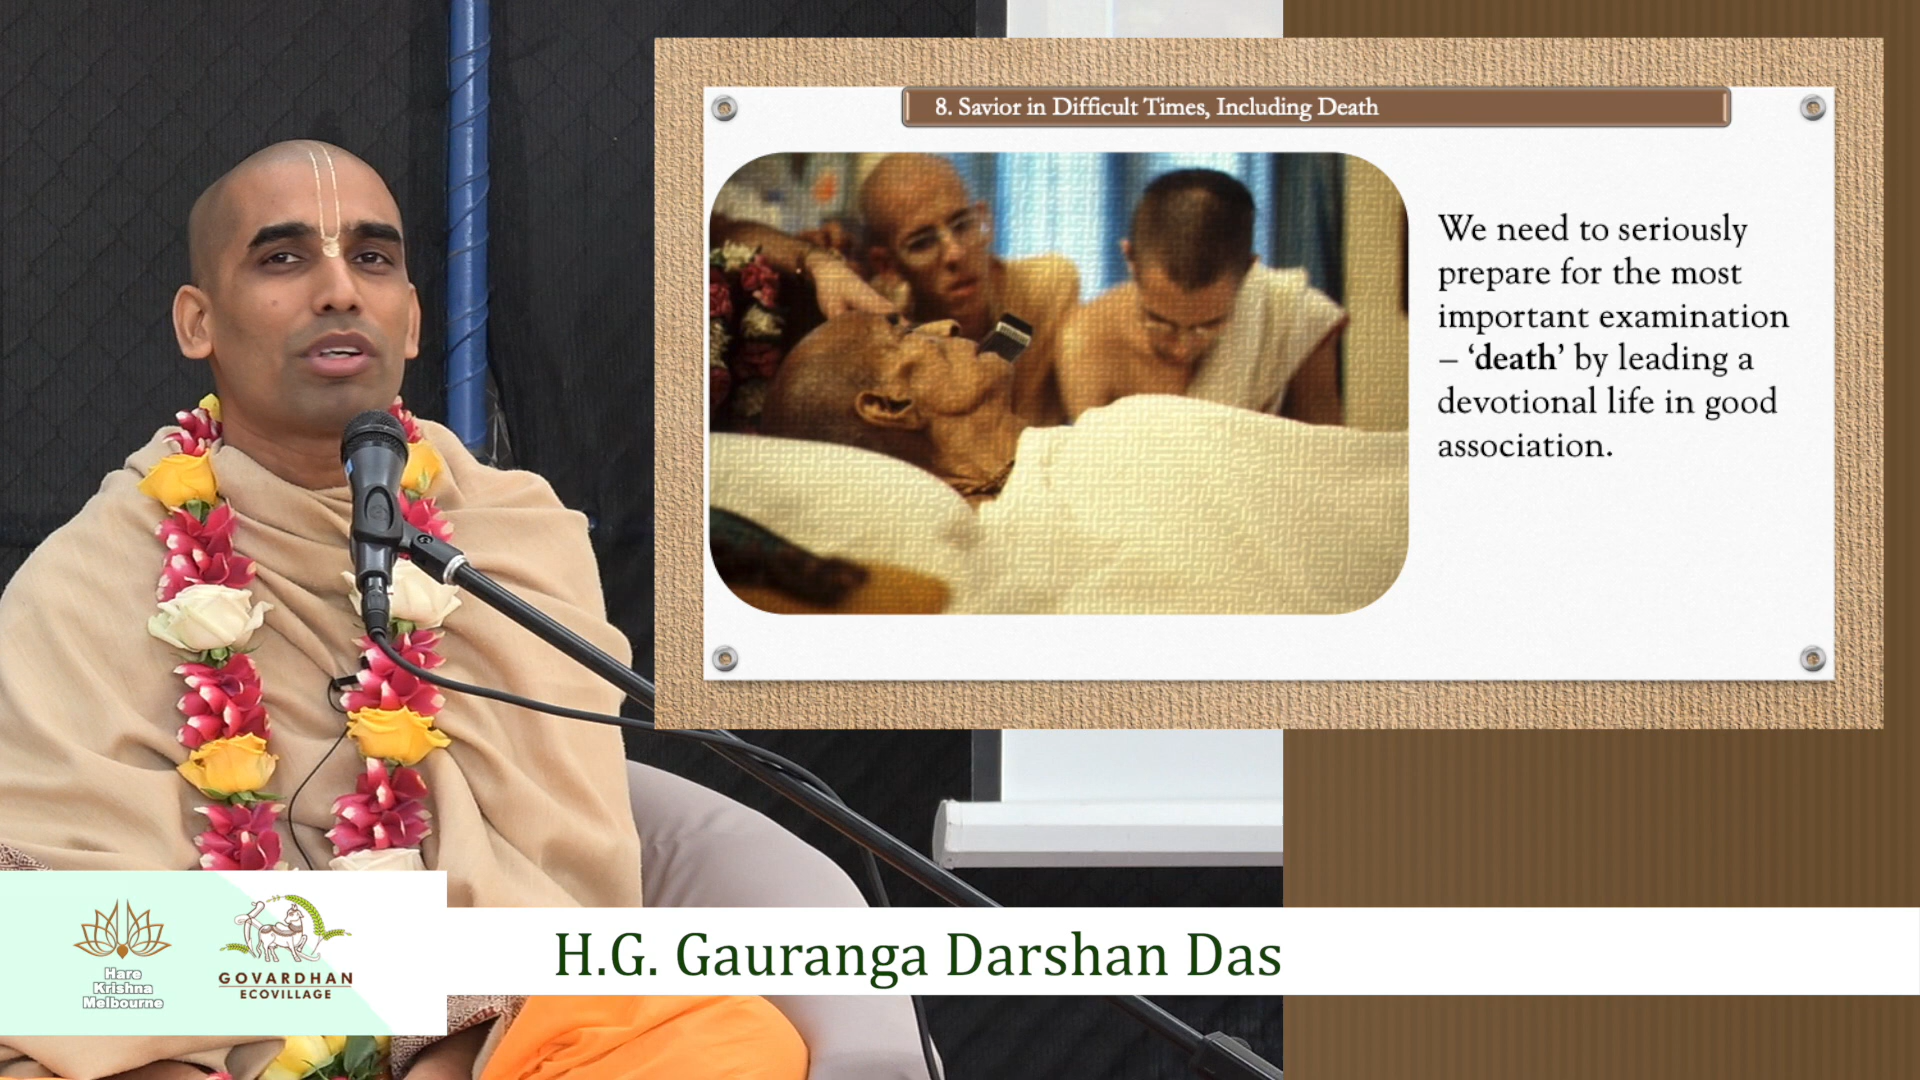 8. Savior in Difficult Times, Including Death
We need to seriously
prepare for the most
important examination
– ‘death’ by leading a
devotional life in good
association.
Hare
Krishna
Melbourne
GOVARDHAN
ECOVILLAGE
H.G. Gauranga Darshan Das